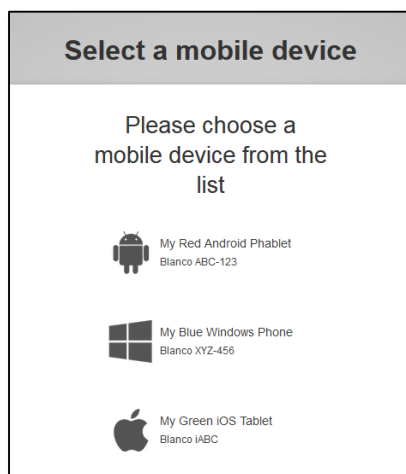 Select a mobile device
Please choose a
mobile device from the
list
My Red Android Phablet
Blanco ABC-123
My Blue Windows Phone
Blanco XYZ-456
My Green iOS Tablet
Blanco iABC